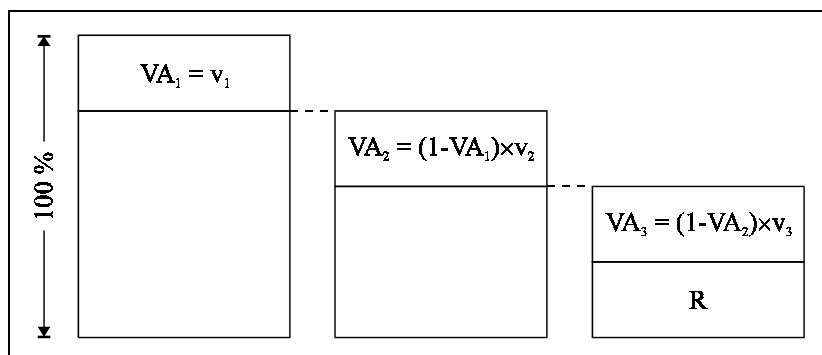 100 %
VA₁ = v₁
VA₂ = (1-VA₁)×v₂
VA₃ = (1-VA₂)×v₃
R